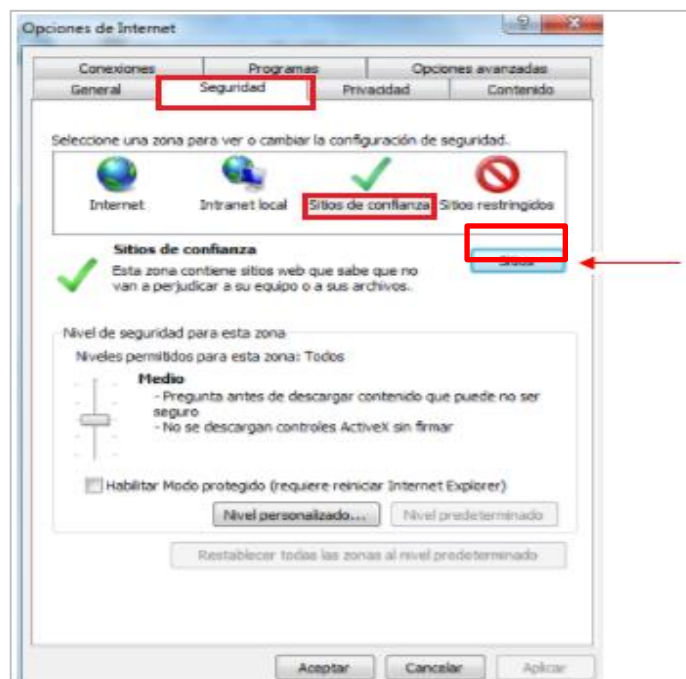 Opciones de Internet
Conexiones Programas Opciones avanzadas
General Seguridad Privacidad Contenido
Seleccione una zona para ver o cambiar la configuración de seguridad.
Internet Intranet local Sitios de confianza Sitios restringidos
Sitios de confianza
Sitios
Esta zona contiene sitios web que sabe que no
van a perjudicar a su equipo o a sus archivos.
Nivel de seguridad para esta zona
Niveles permitidos para esta zona: Todos
Medio
- Pregunta antes de descargar contenido que puede no ser
seguro
- No se descargan controles ActiveX sin firmar
Habilitar Modo protegido (requiere reiniciar Internet Explorer)
Nivel personalizado... Nivel predeterminado
Restablecer todas las zonas al nivel predeterminado
Aceptar Cancelar Aplicar